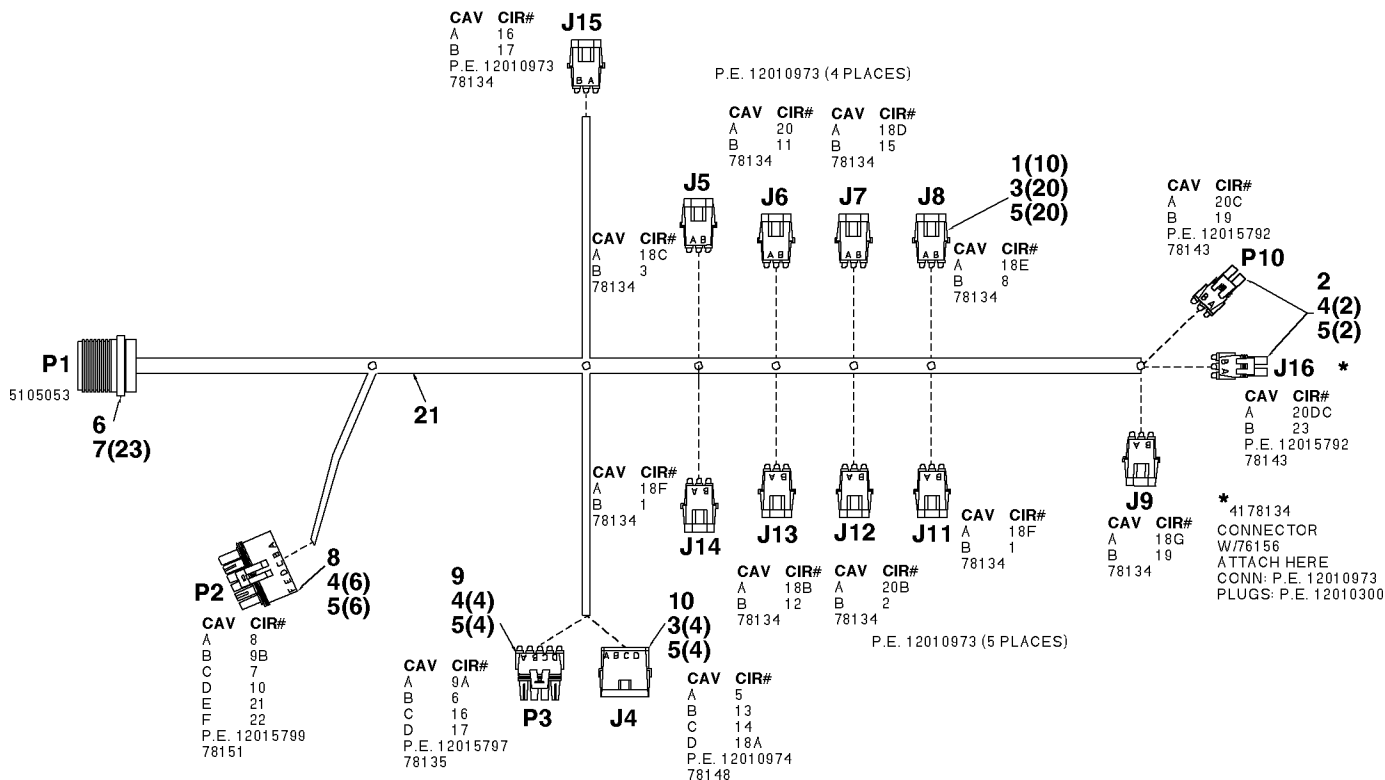 CAV CIR#
A 16
B 17
P.E. 12010973
78134
J15
B A
P.E. 12010973 (4 PLACES)
CAV CIR#
A 20
B 11
78134
CAV CIR#
A 18D
B 15
78134
J5
A B
J6
A B
J7
A B
J8
A B
1(10)
3(20)
5(20)
CAV CIR#
A 18C
B 3
78134
CAV CIR#
A 18E
B 8
78134
CAV CIR#
A 20C
B 19
P.E. 12015792
78143
P10
B A
2
4(2)
5(2)
P1
5105053
6
7(23)
21
J16 *
B A
CAV CIR#
A 20DC
B 23
P.E. 12015792
78143
CAV CIR#
A 18F
B 1
78134
B A
J14
B A
J13
B A
J12
B A
J11
CAV CIR#
A 18F
B 1
78134
B A
J9
CAV CIR#
A 18G
B 19
78134
*
4178134
CONNECTOR
W/76156
ATTACH HERE
CONN: P.E. 12010973
PLUGS: P.E. 12010300
CAV CIR#
A 18B
B 12
78134
CAV CIR#
A 20B
B 2
78134
P.E. 12010973 (5 PLACES)
P2
A B C D E F
8
4(6)
5(6)
CAV CIR#
A 8
B 9B
C 7
D 10
E 21
F 22
P.E. 12015799
78151
9
4(4)
5(4)
A B C D
P3
CAV CIR#
A 9A
B 6
C 16
D 17
P.E. 12015797
78135
10
3(4)
5(4)
A B C D
J4
CAV CIR#
A 5
B 13
C 14
D 18A
P.E. 12010974
78148